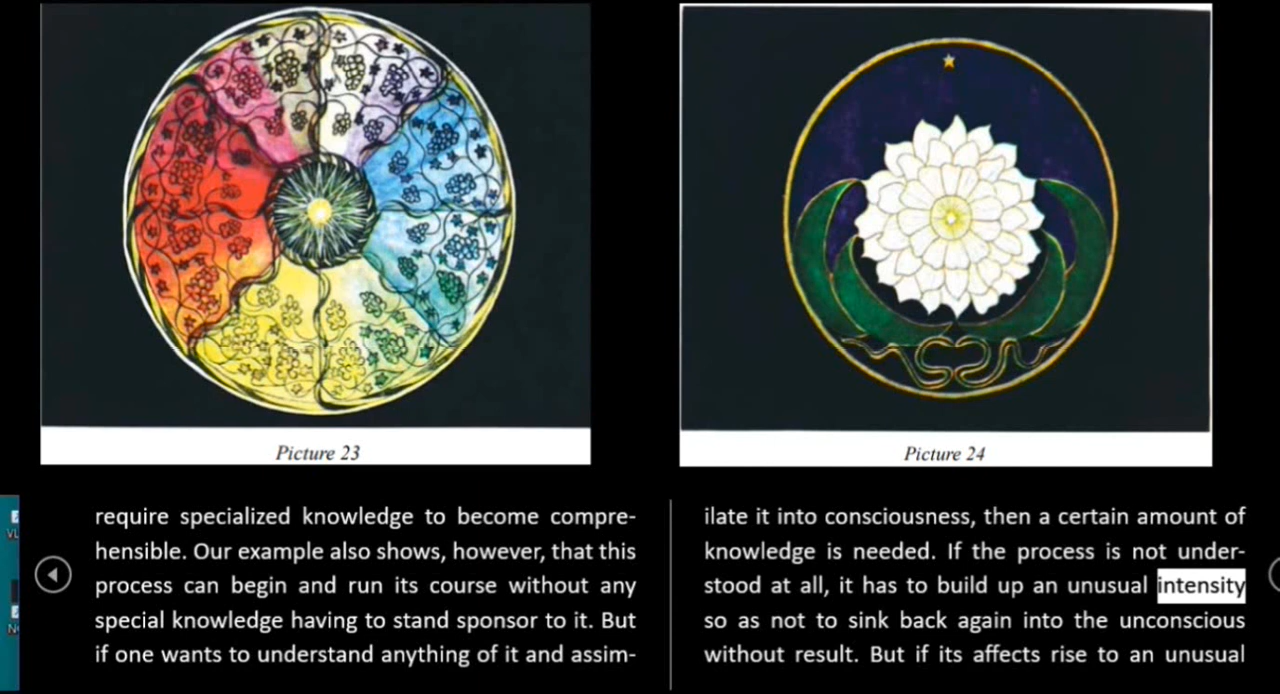 Picture 23
Picture 24
require specialized knowledge to become compre-
hensible. Our example also shows, however, that this
process can begin and run its course without any
special knowledge having to stand sponsor to it. But
if one wants to understand anything of it and assim-
ilate it into consciousness, then a certain amount of
knowledge is needed. If the process is not under-
stood at all, it has to build up an unusual intensity
so as not to sink back again into the unconscious
without result. But if its affects rise to an unusual